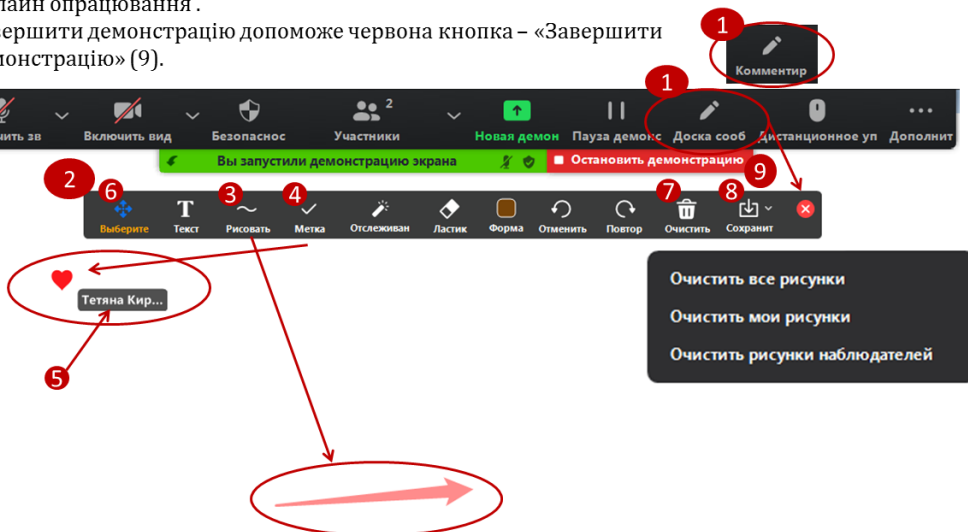 лайн опрацювання .
вершити демонстрацію допоможе червона кнопка – «Завершити
монстрацію» (9).
1
Комментир
1
2
чить зв Включить вид Безопаснос Участники Новая демон Пауза демонс Доска сооб Дистанционное уп Дополнит
Вы запустили демонстрацию экрана Остановить демонстрацию
2 6 3 4 7 8 9
T
Выберите Текст Рисовать Метка Отслеживан Ластик Форма Отменить Повтор Очистить Сохранит
Тетяна Кир...
5
Очистить все рисунки
Очистить мои рисунки
Очистить рисунки наблюдателей